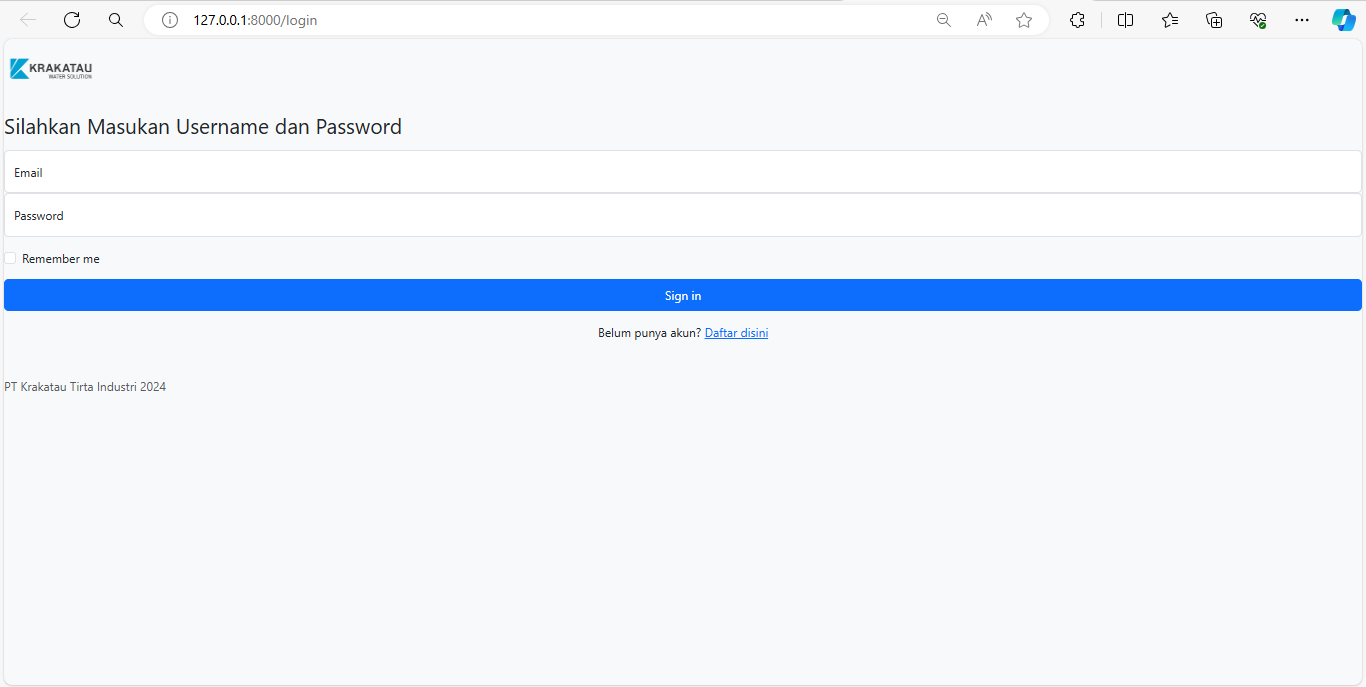 127.0.0.1:8000/login
KRAKATAU
WATER SOLUTION
Silahkan Masukan Username dan Password
Email
Password
Remember me
Sign in
Belum punya akun? Daftar disini
PT Krakatau Tirta Industri 2024